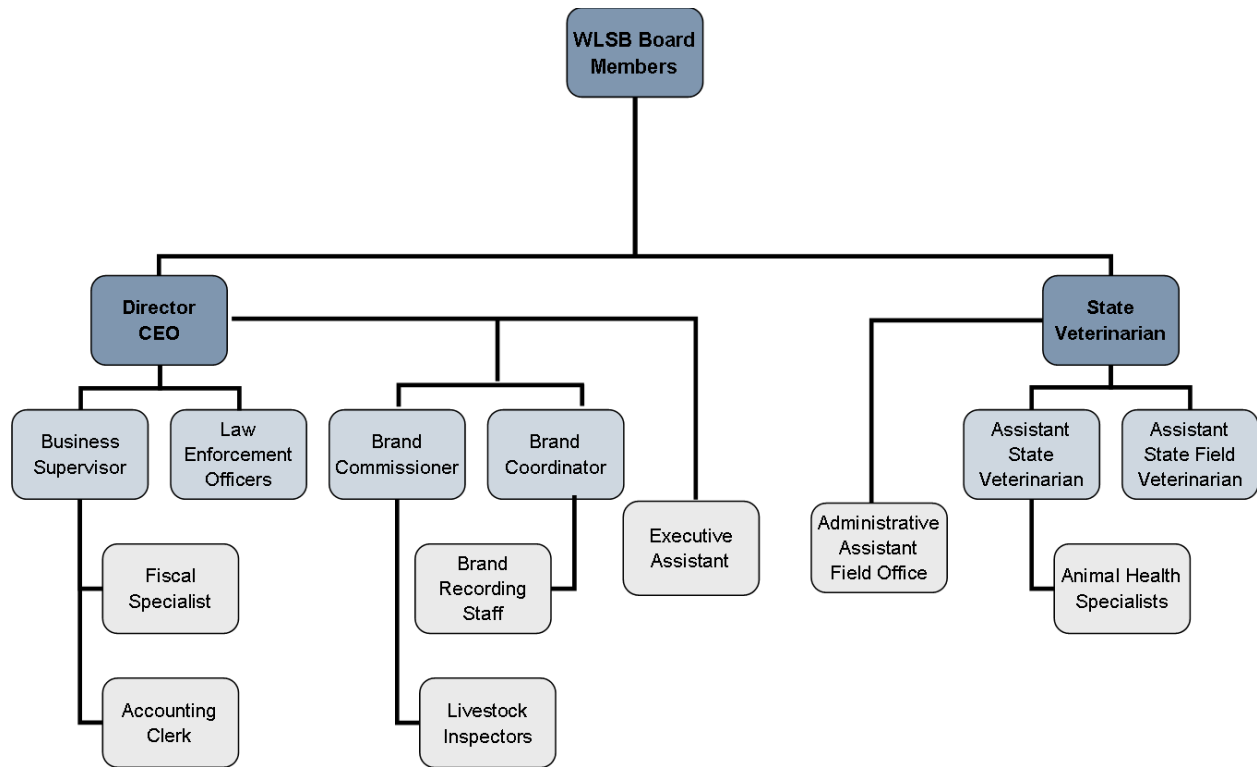 WLSB Board
Members
Director
CEO
State
Veterinarian
Business
Supervisor
Law
Enforcement
Officers
Brand
Commissioner
Brand
Coordinator
Assistant
State
Veterinarian
Assistant
State Field
Veterinarian
Executive
Assistant
Administrative
Assistant
Field Office
Fiscal
Specialist
Brand
Recording
Staff
Animal Health
Specialists
Accounting
Clerk
Livestock
Inspectors